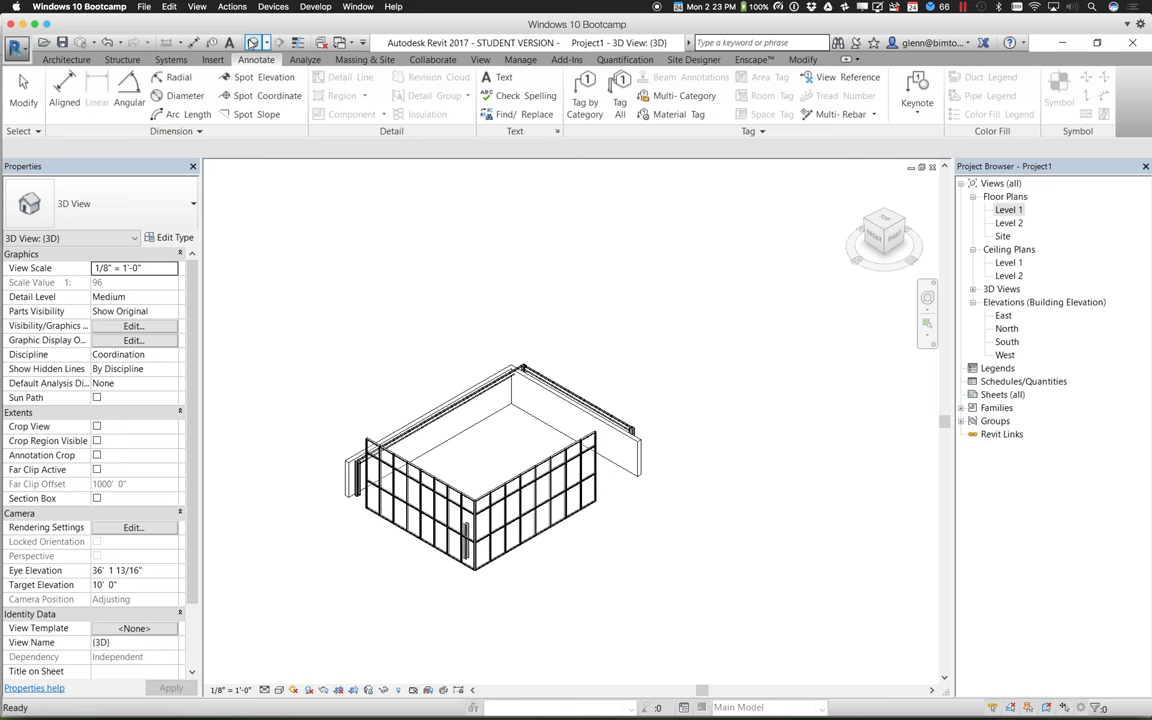 Windows 10 Bootcamp File Edit View Actions Devices Develop Window Help 24 Mon 2 2:23 PM 100% 24 66
Windows 10 Bootcamp
Autodesk Revit 2017 - STUDENT VERSION - Project1 - 3D View: {3D} Type a keyword or phrase glenn@bimto...
Architecture Structure Systems Insert Annotate Analyze Massing & Site Collaborate View Manage Add-Ins Quantification Site Designer Enscape™ Modify
Modify
Select
Aligned Linear Angular
Radial
Diameter
Arc Length
Spot Elevation
Spot Coordinate
Spot Slope
Dimension
Detail Line
Region
Component
Revision Cloud
Detail Group
Insulation
Detail
Text
Check Spelling
Find/ Replace
Text
Tag by
Category
Tag
All
Beam Annotations
Multi- Category
Material Tag
Area Tag
Room Tag
Space Tag
View Reference
Tread Number
Multi- Rebar
Tag
Keynote
Duct Legend
Pipe Legend
Color Fill Legend
Color Fill
Symbol
Symbol
Properties
3D View
3D View: {3D} Edit Type
Graphics
View Scale 1/8" = 1'-0"
Scale Value 1: 96
Detail Level Medium
Parts Visibility Show Original
Visibility/Graphics ... Edit...
Graphic Display O... Edit...
Discipline Coordination
Show Hidden Lines By Discipline
Default Analysis Di... None
Sun Path
Extents
Crop View
Crop Region Visible
Annotation Crop
Far Clip Active
Far Clip Offset 1000' 0"
Section Box
Camera
Rendering Settings Edit...
Locked Orientation
Perspective
Eye Elevation 36' 1 13/16"
Target Elevation 10' 0"
Camera Position Adjusting
Identity Data
View Template <None>
View Name {3D}
Dependency Independent
Title on Sheet
Properties help Apply
TOP
FRONT RIGHT
Project Browser - Project1
Views (all)
Floor Plans
Level 1
Level 2
Site
Ceiling Plans
Level 1
Level 2
3D Views
Elevations (Building Elevation)
East
North
South
West
Legends
Schedules/Quantities
Sheets (all)
Families
Groups
Revit Links
1/8" = 1'-0"
Ready :0 Main Model :0